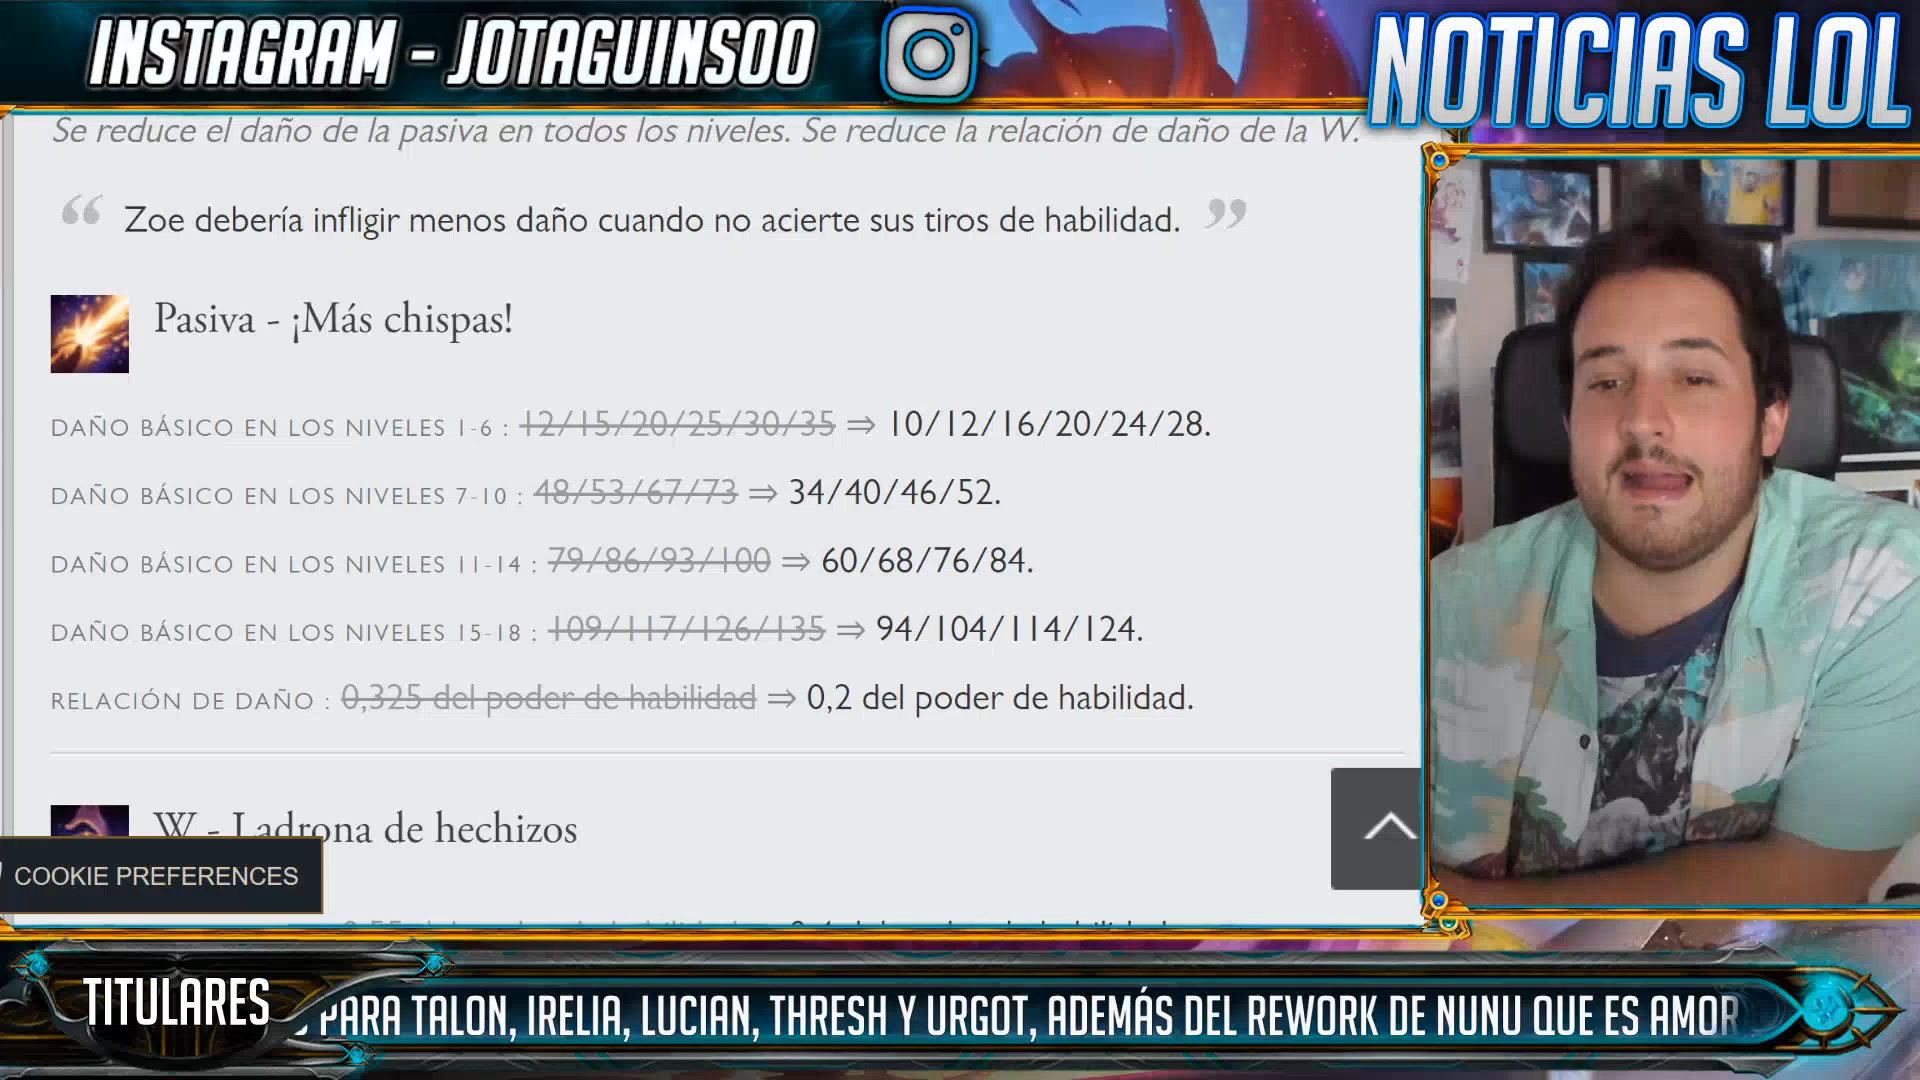 INSTAGRAM - JOTAGUINSOO
NOTICIAS LOL
Se reduce el daño de la pasiva en todos los niveles. Se reduce la relación de daño de la W.
“ Zoe debería infligir menos daño cuando no acierte sus tiros de habilidad. ”
Pasiva - ¡Más chispas!
DAÑO BÁSICO EN LOS NIVELES 1-6 : 12/15/20/25/30/35 ⇒ 10/12/16/20/24/28.
DAÑO BÁSICO EN LOS NIVELES 7-10 : 48/53/67/73 ⇒ 34/40/46/52.
DAÑO BÁSICO EN LOS NIVELES 11-14 : 79/86/93/100 ⇒ 60/68/76/84.
DAÑO BÁSICO EN LOS NIVELES 15-18 : 109/117/126/135 ⇒ 94/104/114/124.
RELACIÓN DE DAÑO : 0,325 del poder de habilidad ⇒ 0,2 del poder de habilidad.
W - Ladrona de hechizos
COOKIE PREFERENCES
TITULARES
PARA TALON, IRELIA, LUCIAN, THRESH Y URGOT, ADEMÁS DEL REWORK DE NUNU QUE ES AMOR